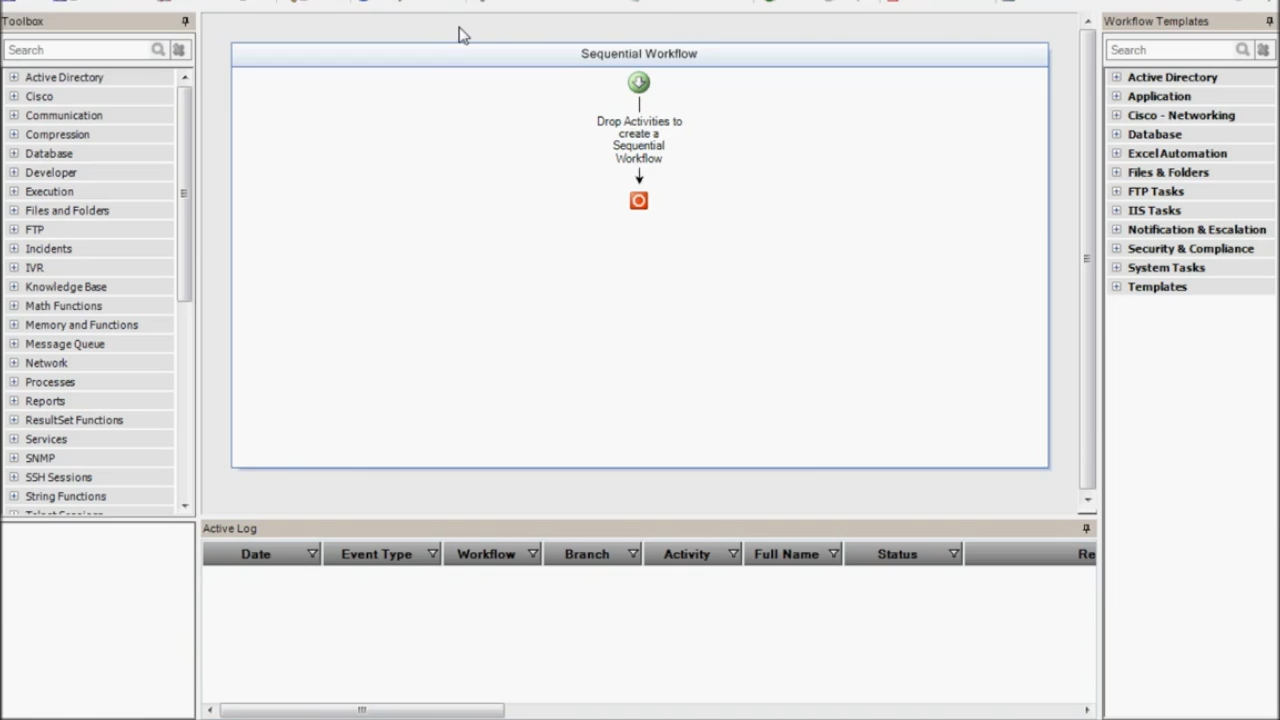 Toolbox
Search
Active Directory
Cisco
Communication
Compression
Database
Developer
Execution
Files and Folders
FTP
Incidents
IVR
Knowledge Base
Math Functions
Memory and Functions
Message Queue
Network
Processes
Reports
ResultSet Functions
Services
SNMP
SSH Sessions
String Functions
Sequential Workflow
Drop Activities to
create a
Sequential
Workflow
Active Log
Date Event Type Workflow Branch Activity Full Name Status Re
Workflow Templates
Search
Active Directory
Application
Cisco - Networking
Database
Excel Automation
Files & Folders
FTP Tasks
IIS Tasks
Notification & Escalation
Security & Compliance
System Tasks
Templates